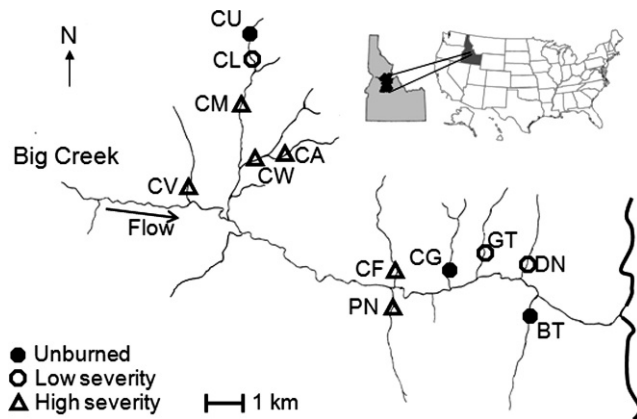 CU
N
CL
CM
Big Creek
CA
CW
CV
Flow
GT
CG
CF
DN
PN
BT
Unburned
Low severity
High severity
1 km